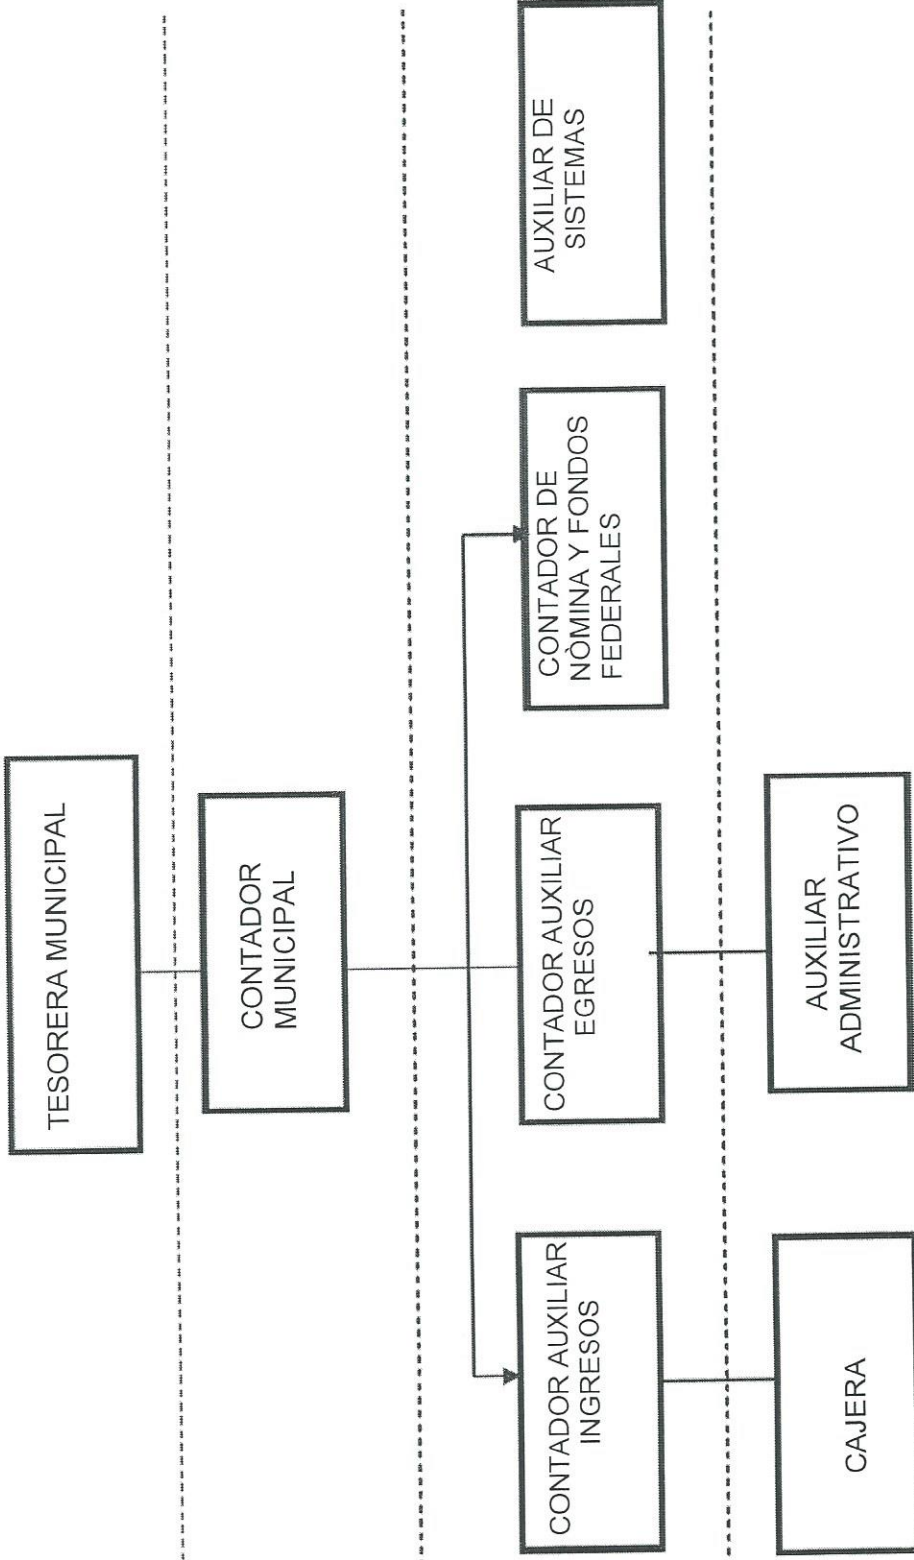 TESORERA MUNICIPAL
CONTADOR
MUNICIPAL
CONTADOR AUXILIAR
INGRESOS
CONTADOR AUXILIAR
EGRESOS
CONTADOR DE
NÒMINA Y FONDOS
FEDERALES
AUXILIAR DE
SISTEMAS
CAJERA
AUXILIAR
ADMINISTRATIVO